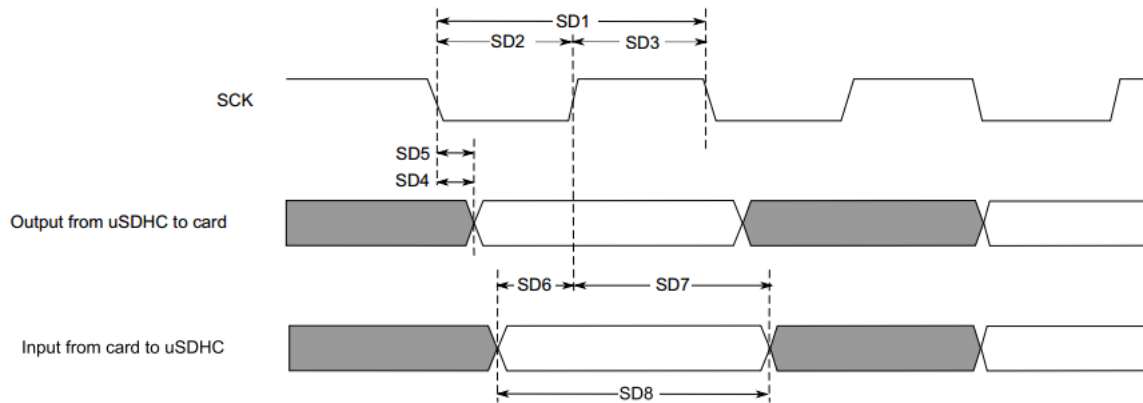 SD1
SD2 SD3
SCK
SD5
SD4
Output from uSDHC to card
SD6 SD7
Input from card to uSDHC
SD8